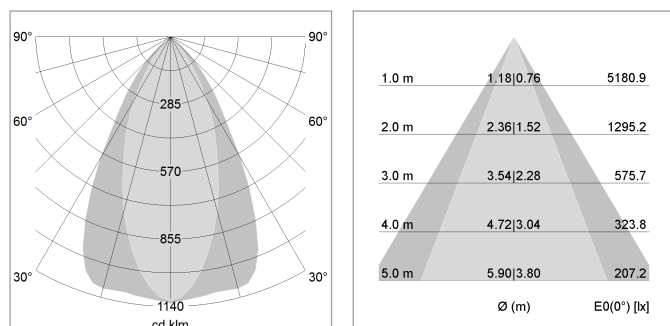 90° 90°
285
60° 60°
570
855
30° 30°
1140
cd klm
1.0 m 1.18|0.76 5180.9
2.0 m 2.36|1.52 1295.2
3.0 m 3.54|2.28 575.7
4.0 m 4.72|3.04 323.8
5.0 m 5.90|3.80 207.2
Ø (m) E0(0°) [lx]